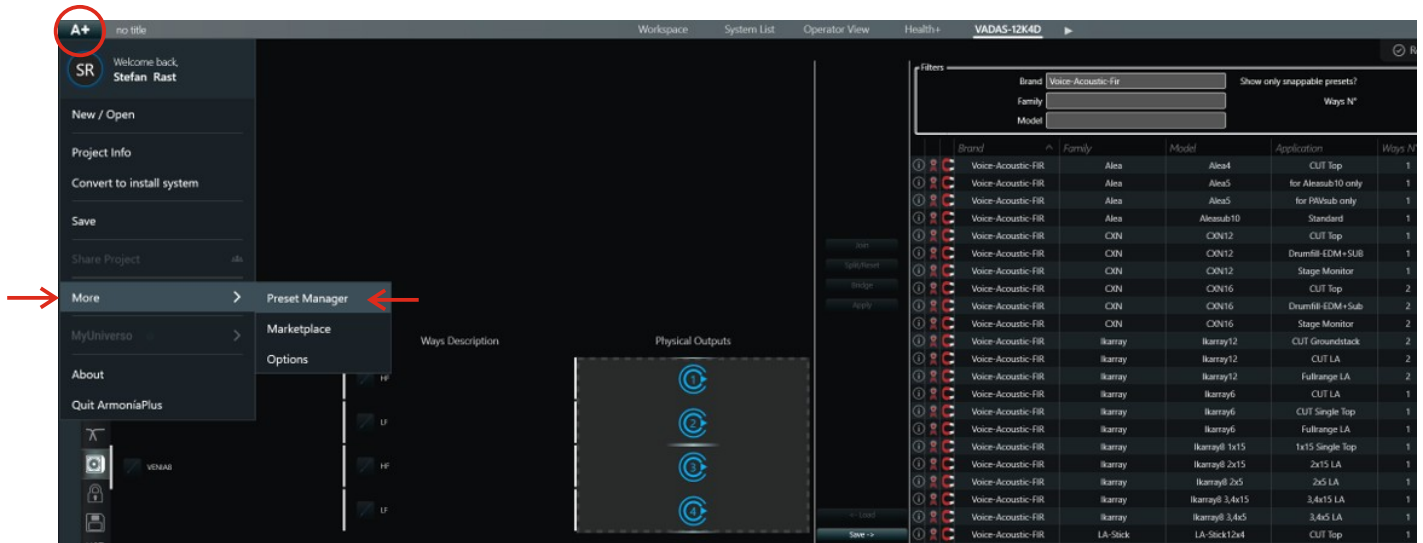 A+ no title Workspace System List Operator View Health+ VADAS-12K4D
SR
Welcome back,
Stefan Rast
New / Open
Project Info
Convert to install system
Save
Share Project
More
Preset Manager
MyUniverso
Marketplace
Options
About
Quit ArmoníaPlus
VENIA8
Ways Description
HF
LF
HF
LF
Physical Outputs
1
2
3
4
Join
Split/Reset
Bridge
Apply
<- Load
Save ->
Filters
Brand Voice-Acoustic-Fir Show only snappable presets?
Family Ways N°
Model
Brand Family Model Application Ways N°
Voice-Acoustic-FIR Alea Alea4 CUT Top 1
Voice-Acoustic-FIR Alea Alea5 for Aleasub10 only 1
Voice-Acoustic-FIR Alea Alea5 for PAVsub only 1
Voice-Acoustic-FIR Alea Aleasub10 Standard 1
Voice-Acoustic-FIR CXN CXN12 CUT Top 1
Voice-Acoustic-FIR CXN CXN12 Drumfill-EDM+SUB 1
Voice-Acoustic-FIR CXN CXN12 Stage Monitor 1
Voice-Acoustic-FIR CXN CXN16 CUT Top 2
Voice-Acoustic-FIR CXN CXN16 Drumfill-EDM+Sub 2
Voice-Acoustic-FIR CXN CXN16 Stage Monitor 2
Voice-Acoustic-FIR Ikarray Ikarray12 CUT Groundstack 2
Voice-Acoustic-FIR Ikarray Ikarray12 CUT LA 2
Voice-Acoustic-FIR Ikarray Ikarray12 Fullrange LA 2
Voice-Acoustic-FIR Ikarray Ikarray6 CUT LA 1
Voice-Acoustic-FIR Ikarray Ikarray6 CUT Single Top 1
Voice-Acoustic-FIR Ikarray Ikarray6 Fullrange LA 1
Voice-Acoustic-FIR Ikarray Ikarray8 1x15 1x15 Single Top 1
Voice-Acoustic-FIR Ikarray Ikarray8 2x15 2x15 LA 1
Voice-Acoustic-FIR Ikarray Ikarray8 2x5 2x5 LA 1
Voice-Acoustic-FIR Ikarray Ikarray8 3,4x15 3,4x15 LA 1
Voice-Acoustic-FIR Ikarray Ikarray8 3,4x5 3,4x5 LA 1
Voice-Acoustic-FIR LA-Stick LA-Stick12x4 CUT Top 1